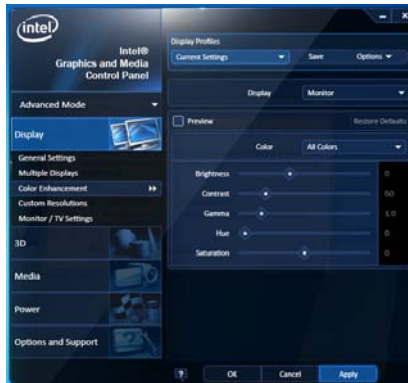 intel
Intel®
Graphics and Media
Control Panel
Advanced Mode
Display
General Settings
Multiple Displays
Color Enhancement
Custom Resolutions
Monitor / TV Settings
3D
Media
Power
Options and Support
Display Profiles
Current Settings
Save
Options
Display
Monitor
Preview
Restore Defaults
Color
All Colors
Brightness
0
Contrast
50
Gamma
1.0
Hue
0
Saturation
0
?
OK
Cancel
Apply